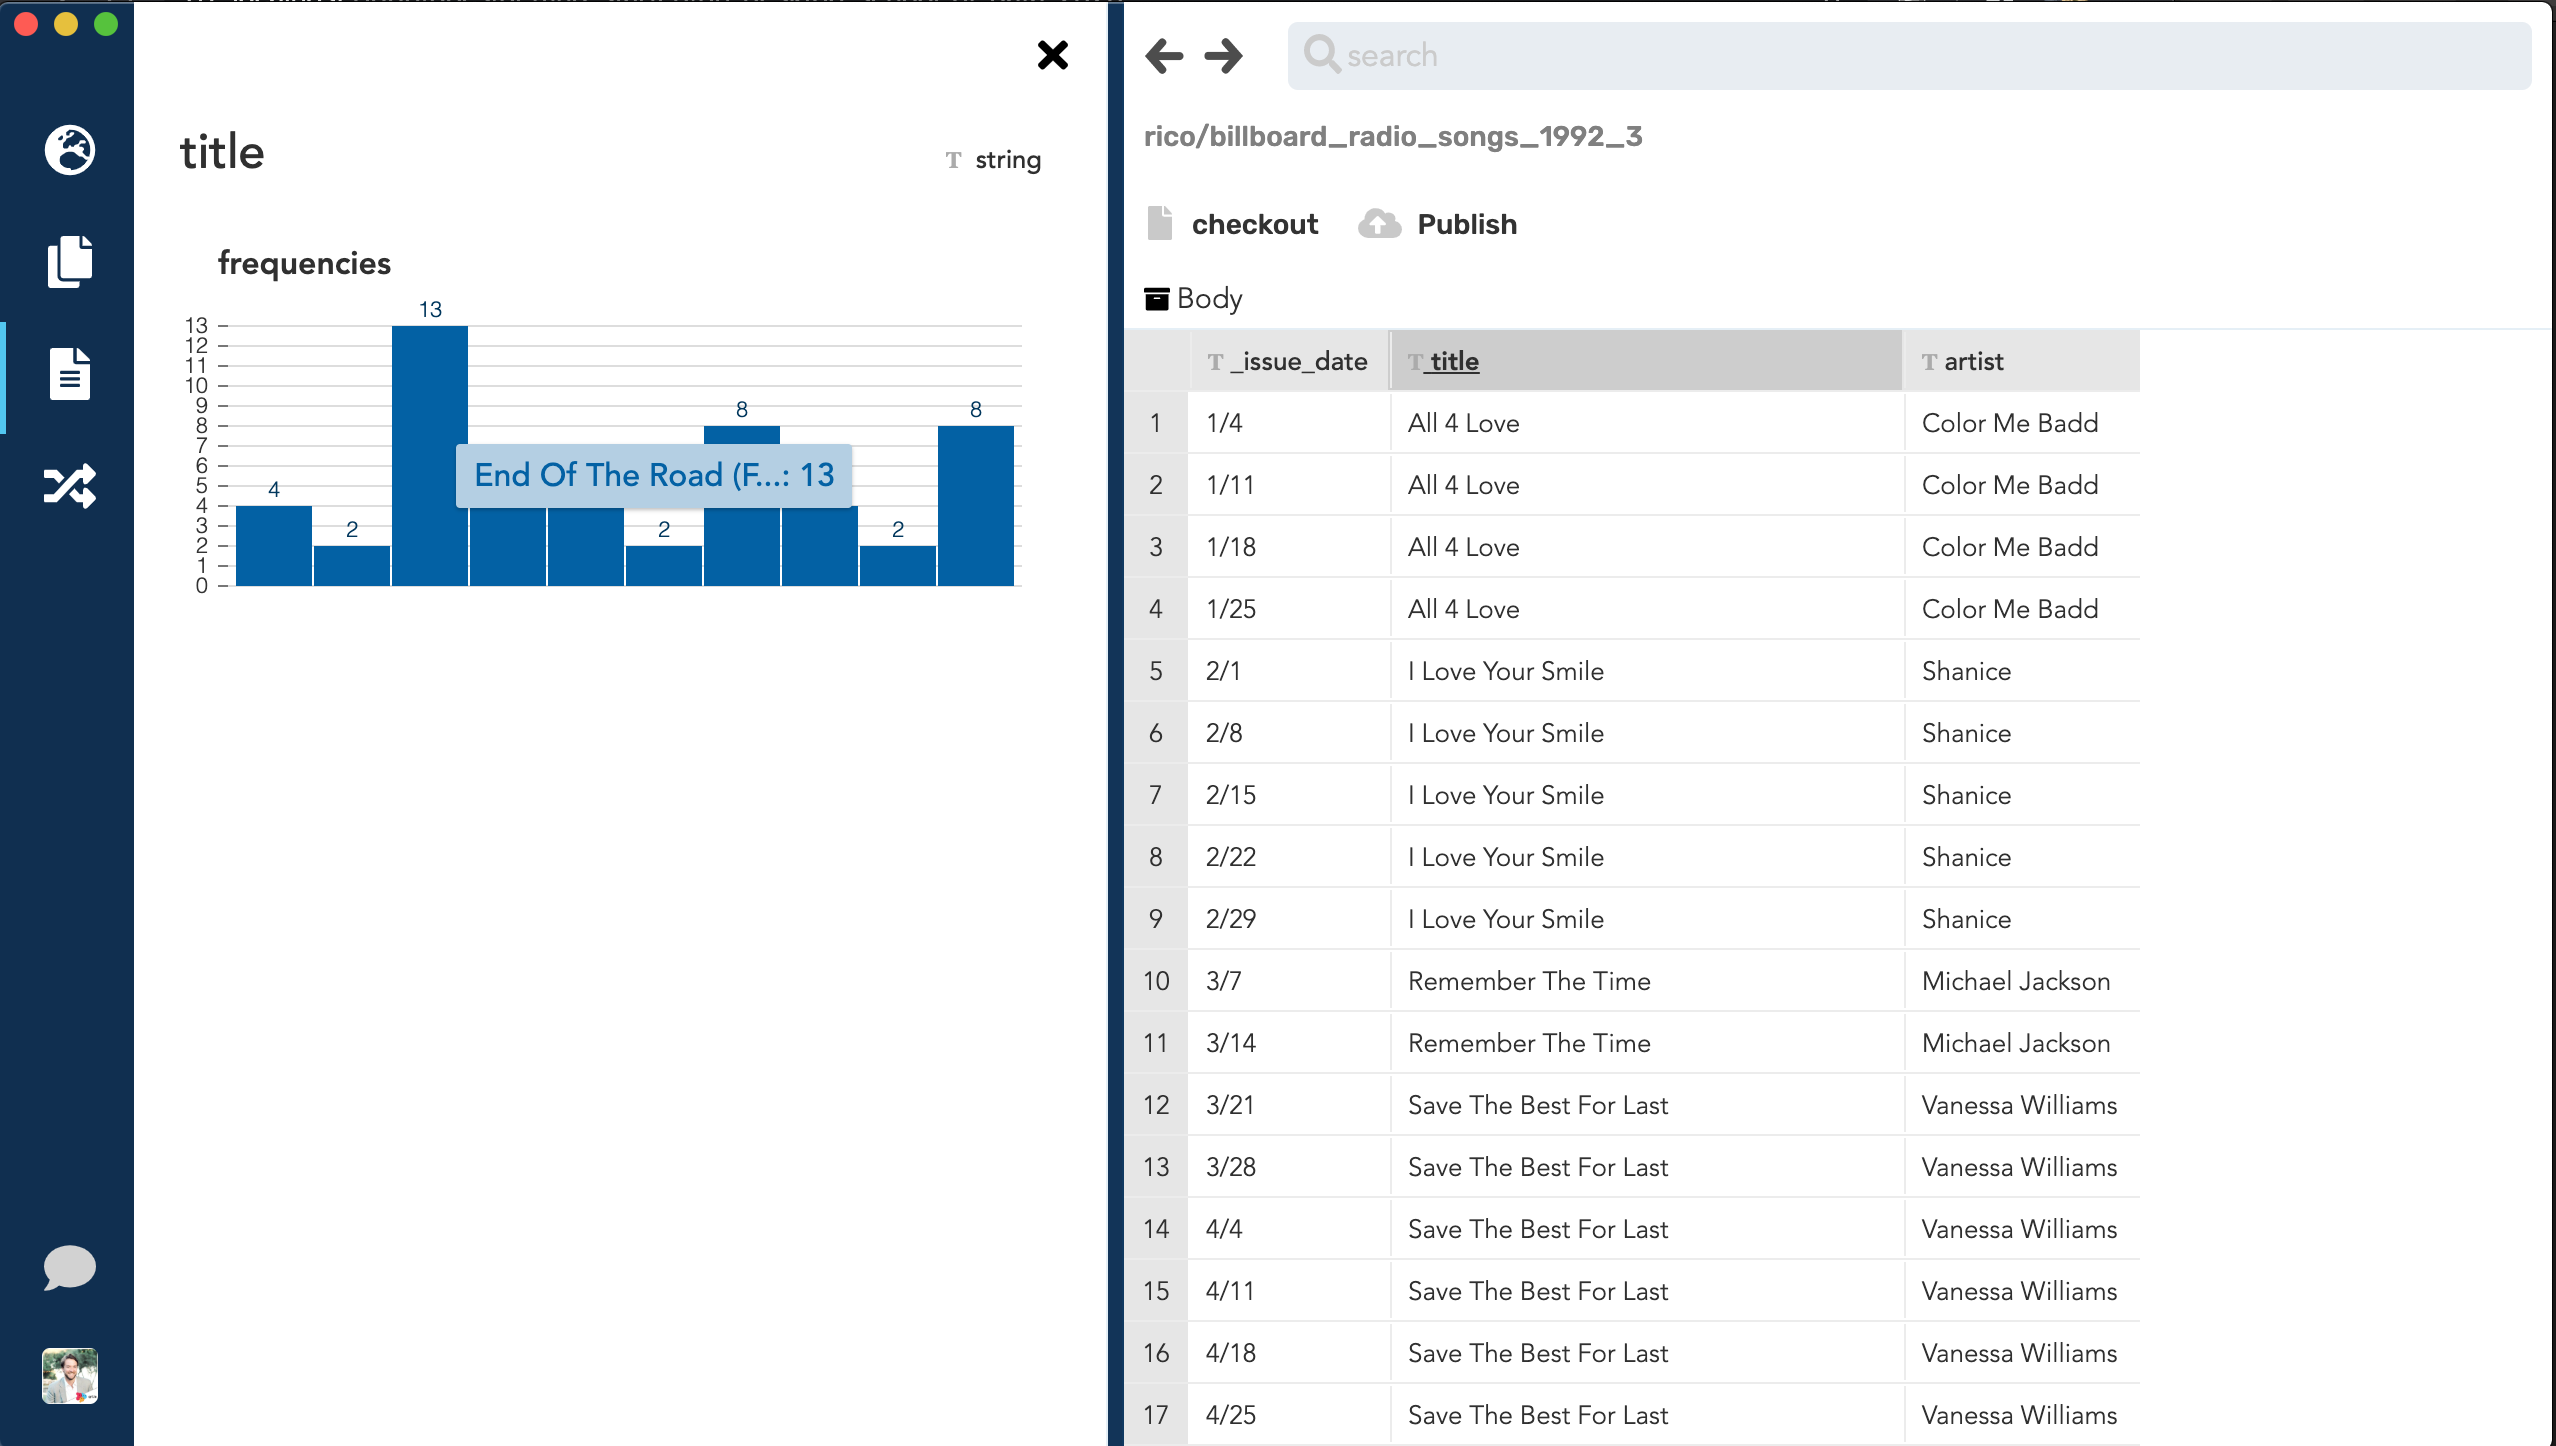 title
T string
frequencies
13
13
12
11
10
9
8
7
6
5
4
3
2
1
0
4
2
2
8
2
8
End Of The Road (F...: 13
search
rico/billboard_radio_songs_1992_3
checkout Publish
Body
T _issue_date T title T artist
1 1/4 All 4 Love Color Me Badd
2 1/11 All 4 Love Color Me Badd
3 1/18 All 4 Love Color Me Badd
4 1/25 All 4 Love Color Me Badd
5 2/1 I Love Your Smile Shanice
6 2/8 I Love Your Smile Shanice
7 2/15 I Love Your Smile Shanice
8 2/22 I Love Your Smile Shanice
9 2/29 I Love Your Smile Shanice
10 3/7 Remember The Time Michael Jackson
11 3/14 Remember The Time Michael Jackson
12 3/21 Save The Best For Last Vanessa Williams
13 3/28 Save The Best For Last Vanessa Williams
14 4/4 Save The Best For Last Vanessa Williams
15 4/11 Save The Best For Last Vanessa Williams
16 4/18 Save The Best For Last Vanessa Williams
17 4/25 Save The Best For Last Vanessa Williams